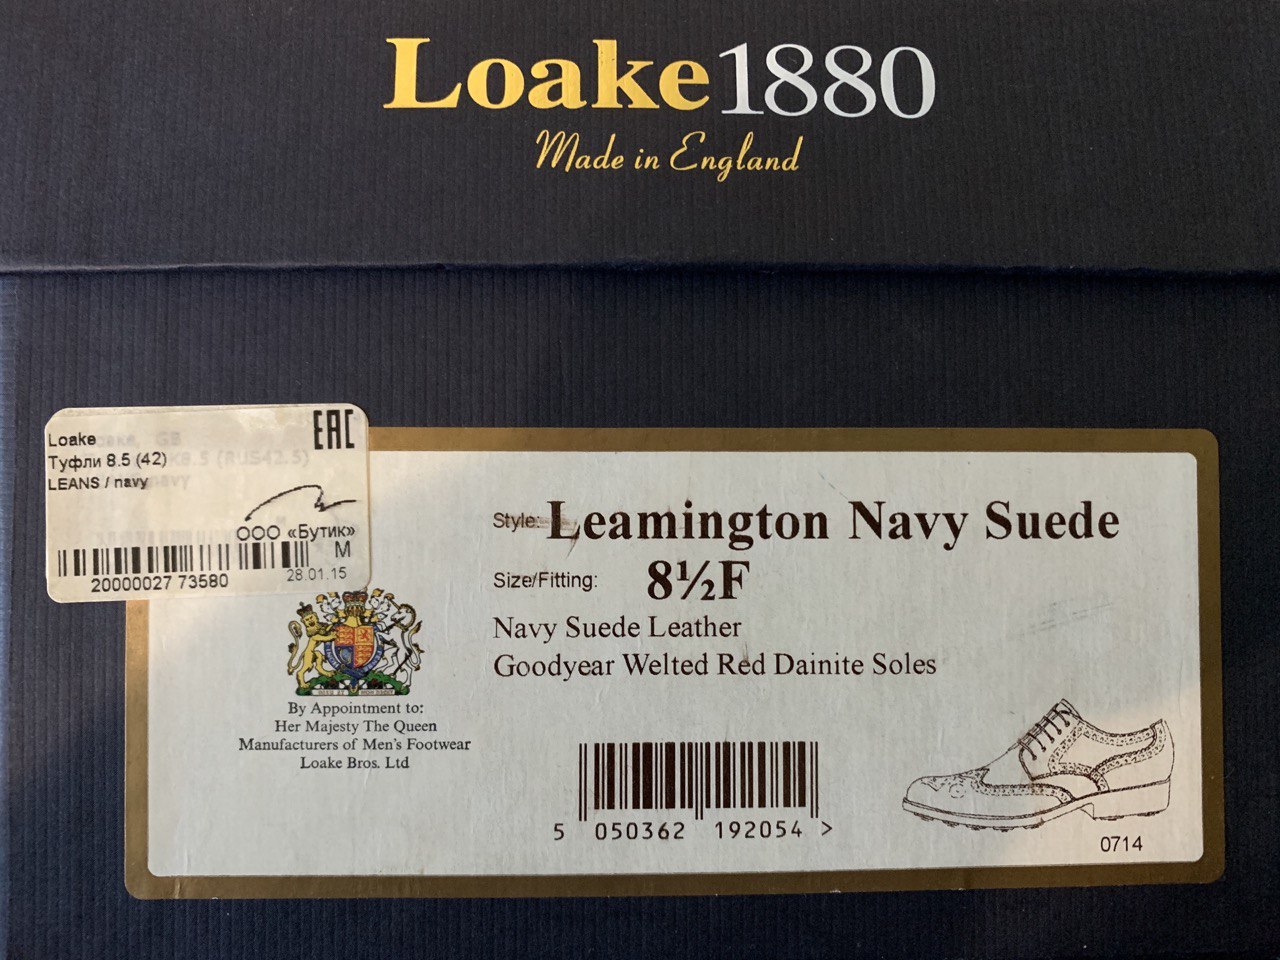 Loake1880
Made in England
EAC
Loake
Туфли 8.5 (42)
LEANS / navy
ООО «Бутик»
M
20000027 73580
28.01.15
Style: Leamington Navy Suede
Size/Fitting: 8½F
Navy Suede Leather
Goodyear Welted Red Dainite Soles
By Appointment to:
Her Majesty The Queen
Manufacturers of Men's Footwear
Loake Bros. Ltd
5 050362 192054 >
0714